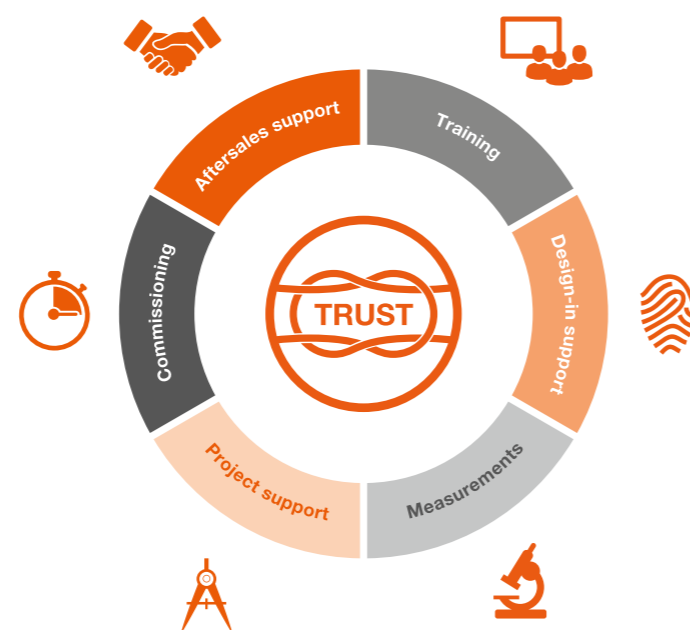 Aftersales support
Training
Design-in support
Measurements
Project support
Commissioning
TRUST